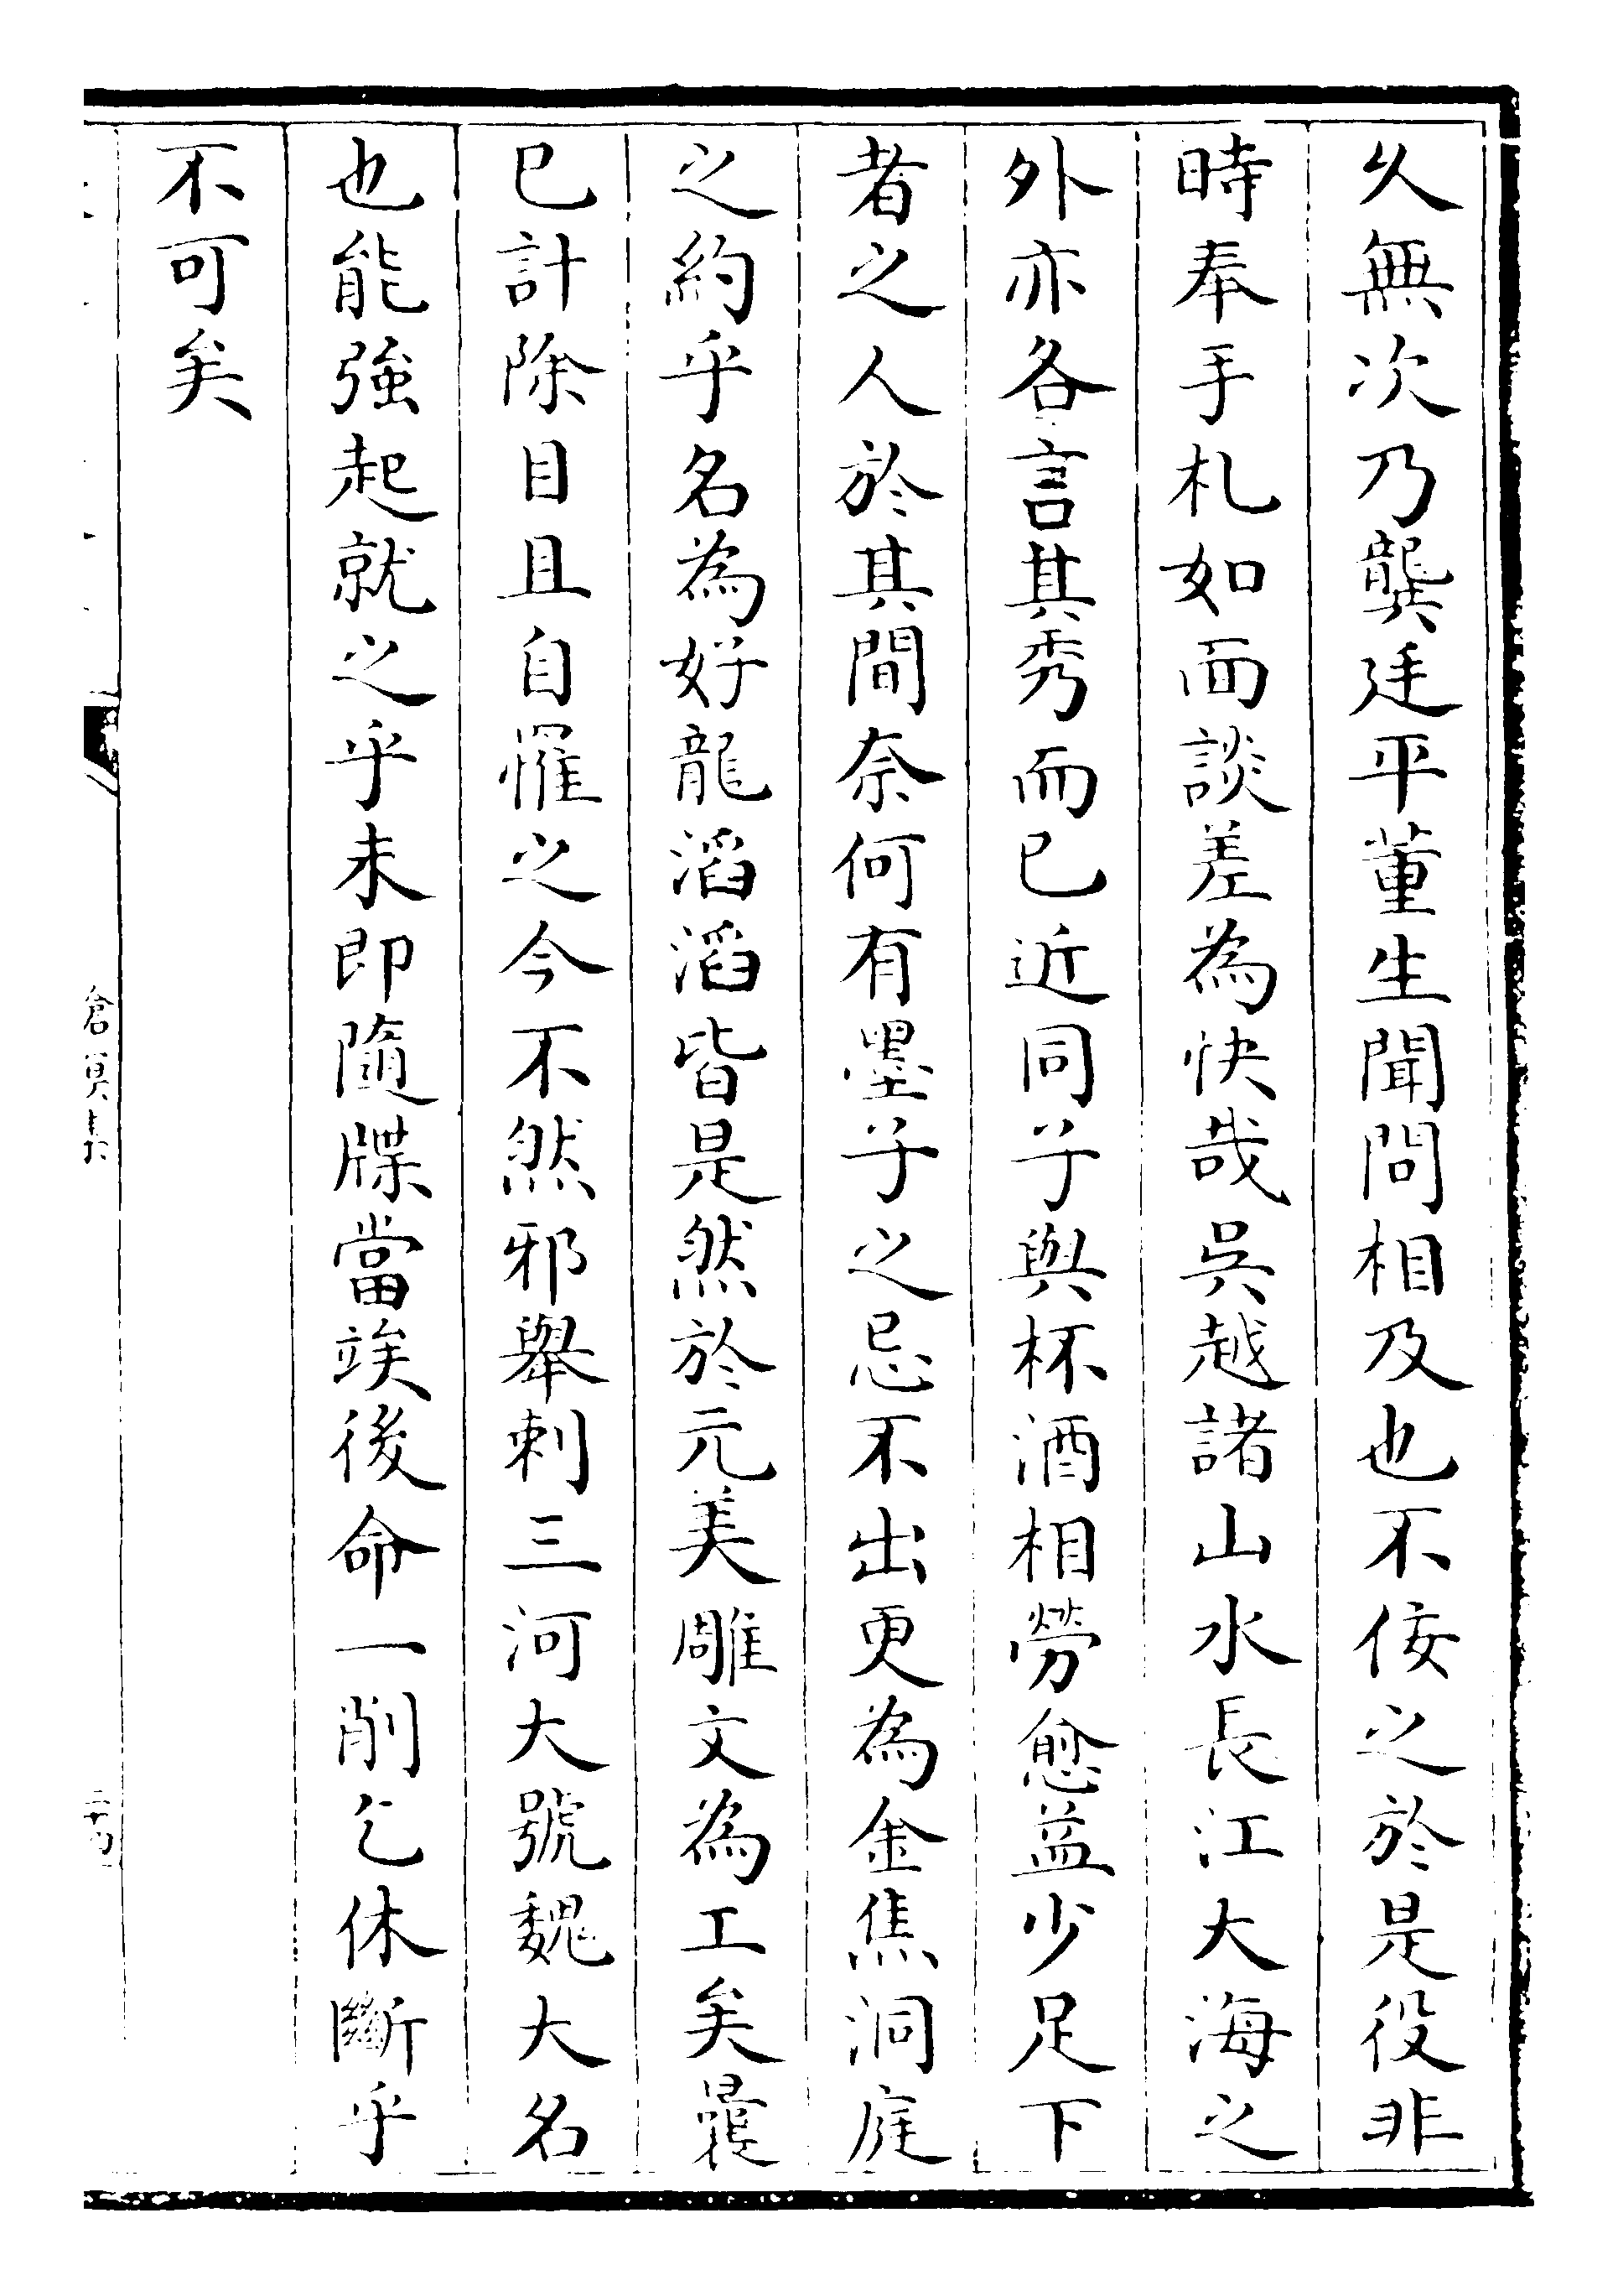 久無次乃龔廷平董生聞問相及也不佞之於是役非
時奉手札如面談差為快哉吳越諸山水長江大海之
外亦各言其秀而已近同子與杯酒相勞愈益少足下
者之人於其間奈何有墨子之忌不出更為金焦洞庭
之約乎名為好龍滔滔皆是然於元美雕文為工矣曩
已計除目且自懼之今不然邪舉刺三河大號魏大名
也能強起就之乎未即隨牒當竢後命一削乞休斷乎
不可矣
倉冥集
二十四